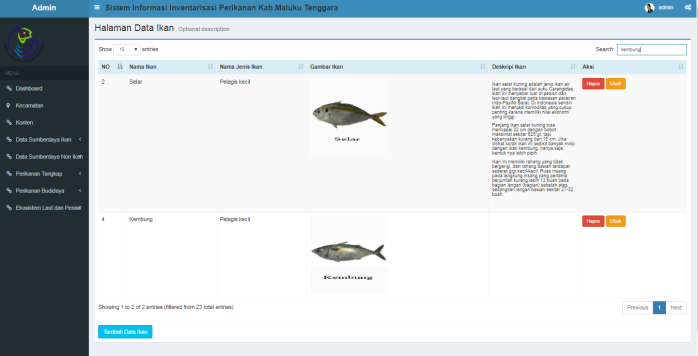 Admin
Sistem Informasi Inventarisasi Perikanan Kab.Maluku Tenggara
admin
Halaman Data Ikan Optional description
MENU
Dashboard
Kecamatan
Konten
Data Sumberdaya Ikan
Data Sumberdaya Non Ikan
Perikanan Tangkap
Perikanan Budidaya
Ekosistem Laut dan Pesisir
Show 12 entries
Search: kembung
NO Nama Ikan Nama Jenis Ikan Gambar Ikan Deskripi Ikan Aksi
2 Selar Pelagis kecil
Selar
Ikan selar kuning adalah jenis ikan air
laut yang berasal dari suku Carangidae,
ikan ini menyebar luar di pesisir dan
laut-laut dangkal pada kawasan perairan
Indo-Pasifik Barat. Di Indonesia sendiri
ikan ini menjadi komoditas yang cukup
penting karena memiliki nilai ekonomi
yang tinggi.
Panjang ikan selar kuning bisa
mencapai 22 cm dengan bobot
maksimal sekitar 625 gr, tapi
kebanyakan kurang dari 15 cm. Jika
dilihat corak ikan ini sedikit banyak mirip
dengan ikan kembung, hanya saja
bentuk nya lebih pipih.
Ikan ini memiliki rahang yang tidak
bergerigi, dan rahang bawah terdapat
sederet gigi kecil-kecil. Ruas insang
pada lengkung insang yang pertama
berjumlah kurang lebih 13 buah pada
bagian lengan (bagian) sebelah atas,
sedangkan lengan bawah sekitar 27-32
buah.
Hapus Ubah
4 Kembung Pelagis kecil
Kembung
Hapus Ubah
Showing 1 to 2 of 2 entries (filtered from 23 total entries)
Previous 1 Next
Tambah Data Ikan